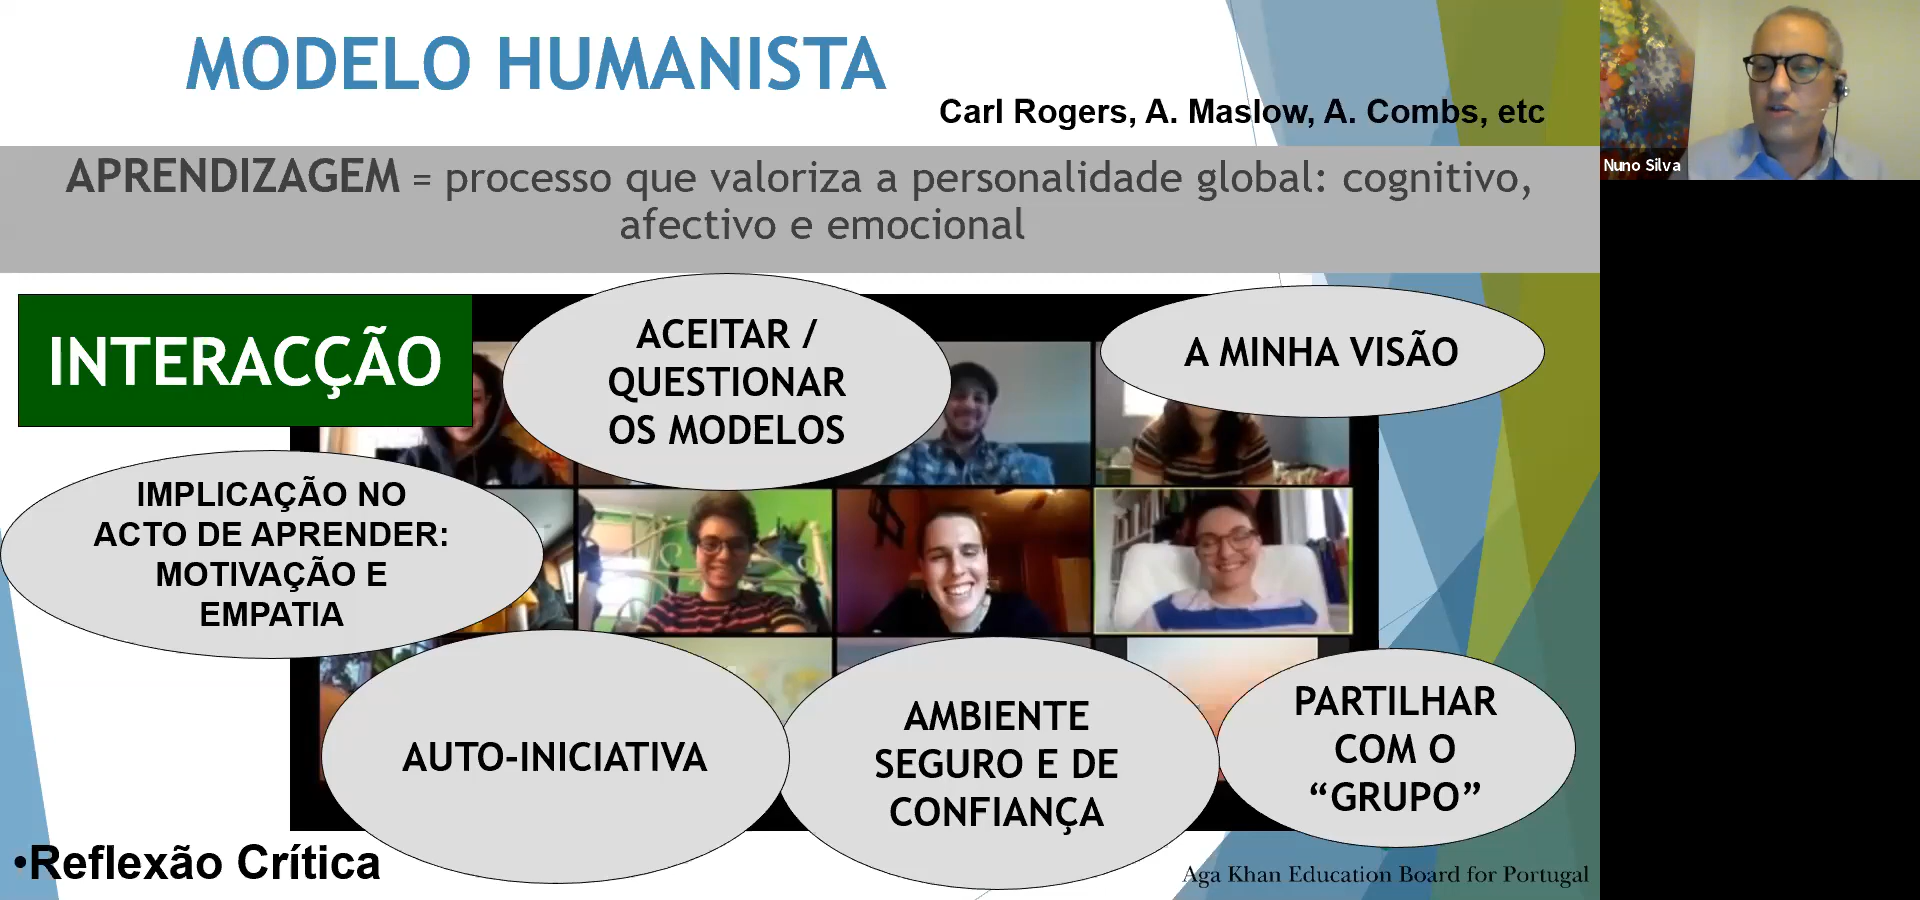 MODELO HUMANISTA
Carl Rogers, A. Maslow, A. Combs, etc
APRENDIZAGEM = processo que valoriza a personalidade global: cognitivo,
afectivo e emocional
Nuno Silva
INTERACÇÃO
ACEITAR /
QUESTIONAR
OS MODELOS
A MINHA VISÃO
IMPLICAÇÃO NO
ACTO DE APRENDER:
MOTIVAÇÃO E
EMPATIA
AUTO-INICIATIVA
AMBIENTE
SEGURO E DE
CONFIANÇA
PARTILHAR
COM O
“GRUPO”
•Reflexão Crítica
Aga Khan Education Board for Portugal